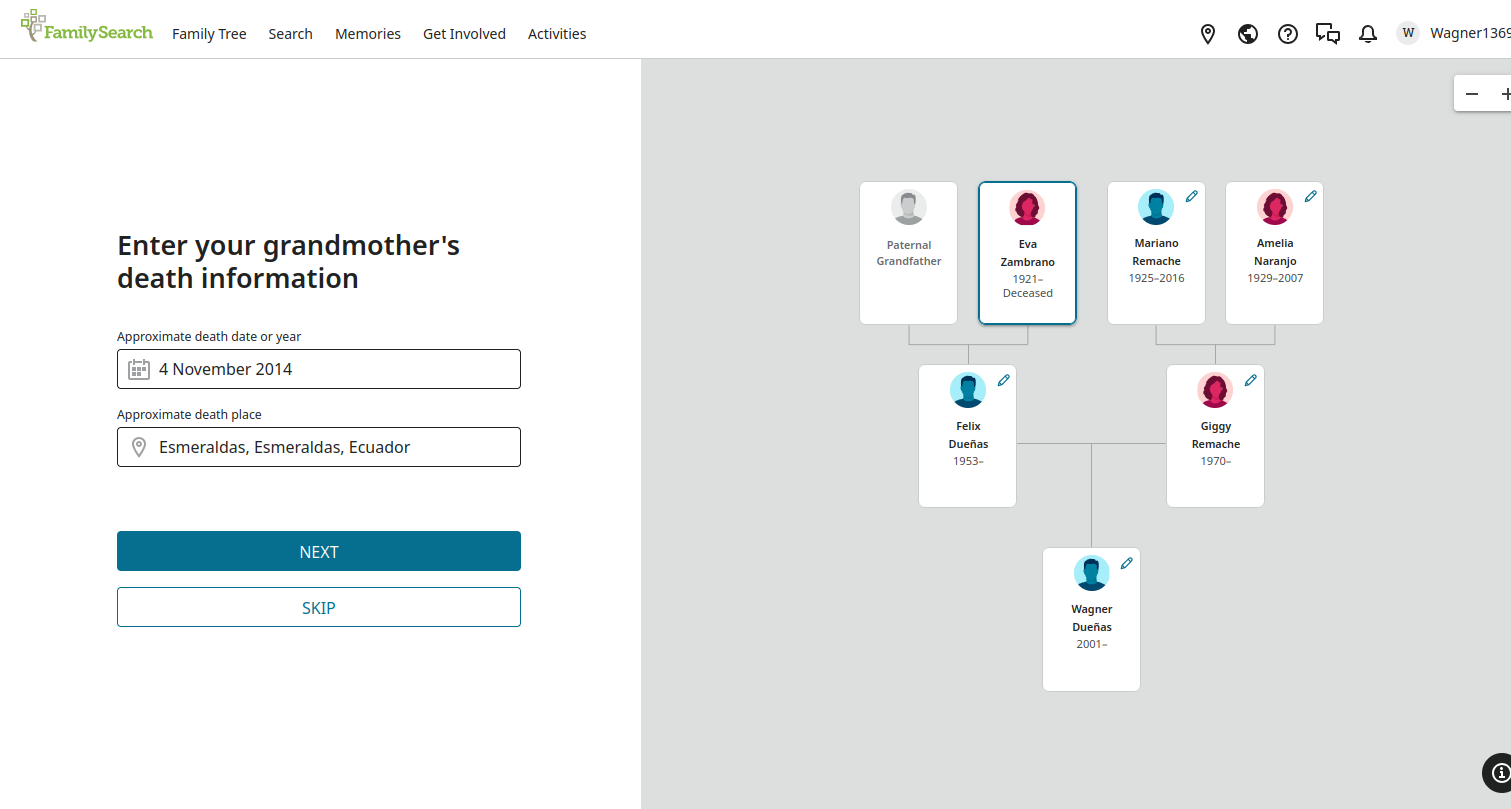 FamilySearch Family Tree Search Memories Get Involved Activities W Wagner1369
Enter your grandmother's
death information
Approximate death date or year
4 November 2014
Approximate death place
Esmeraldas, Esmeraldas, Ecuador
NEXT
SKIP
Paternal
Grandfather
Eva
Zambrano
1921–
Deceased
Mariano
Remache
1925–2016
Amelia
Naranjo
1929–2007
Felix
Dueñas
1953–
Giggy
Remache
1970–
Wagner
Dueñas
2001–